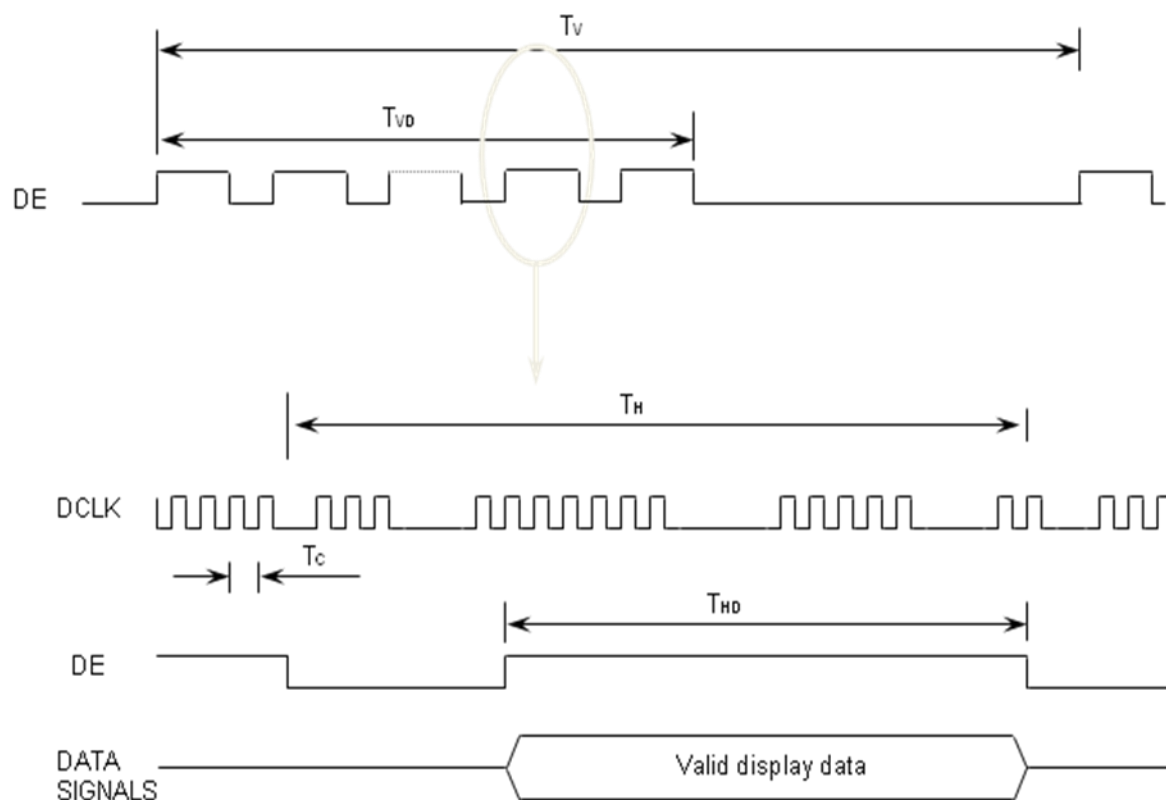 Tv
TVD
DE
TH
DCLK
Tc
THD
DE
DATA
SIGNALS
Valid display data